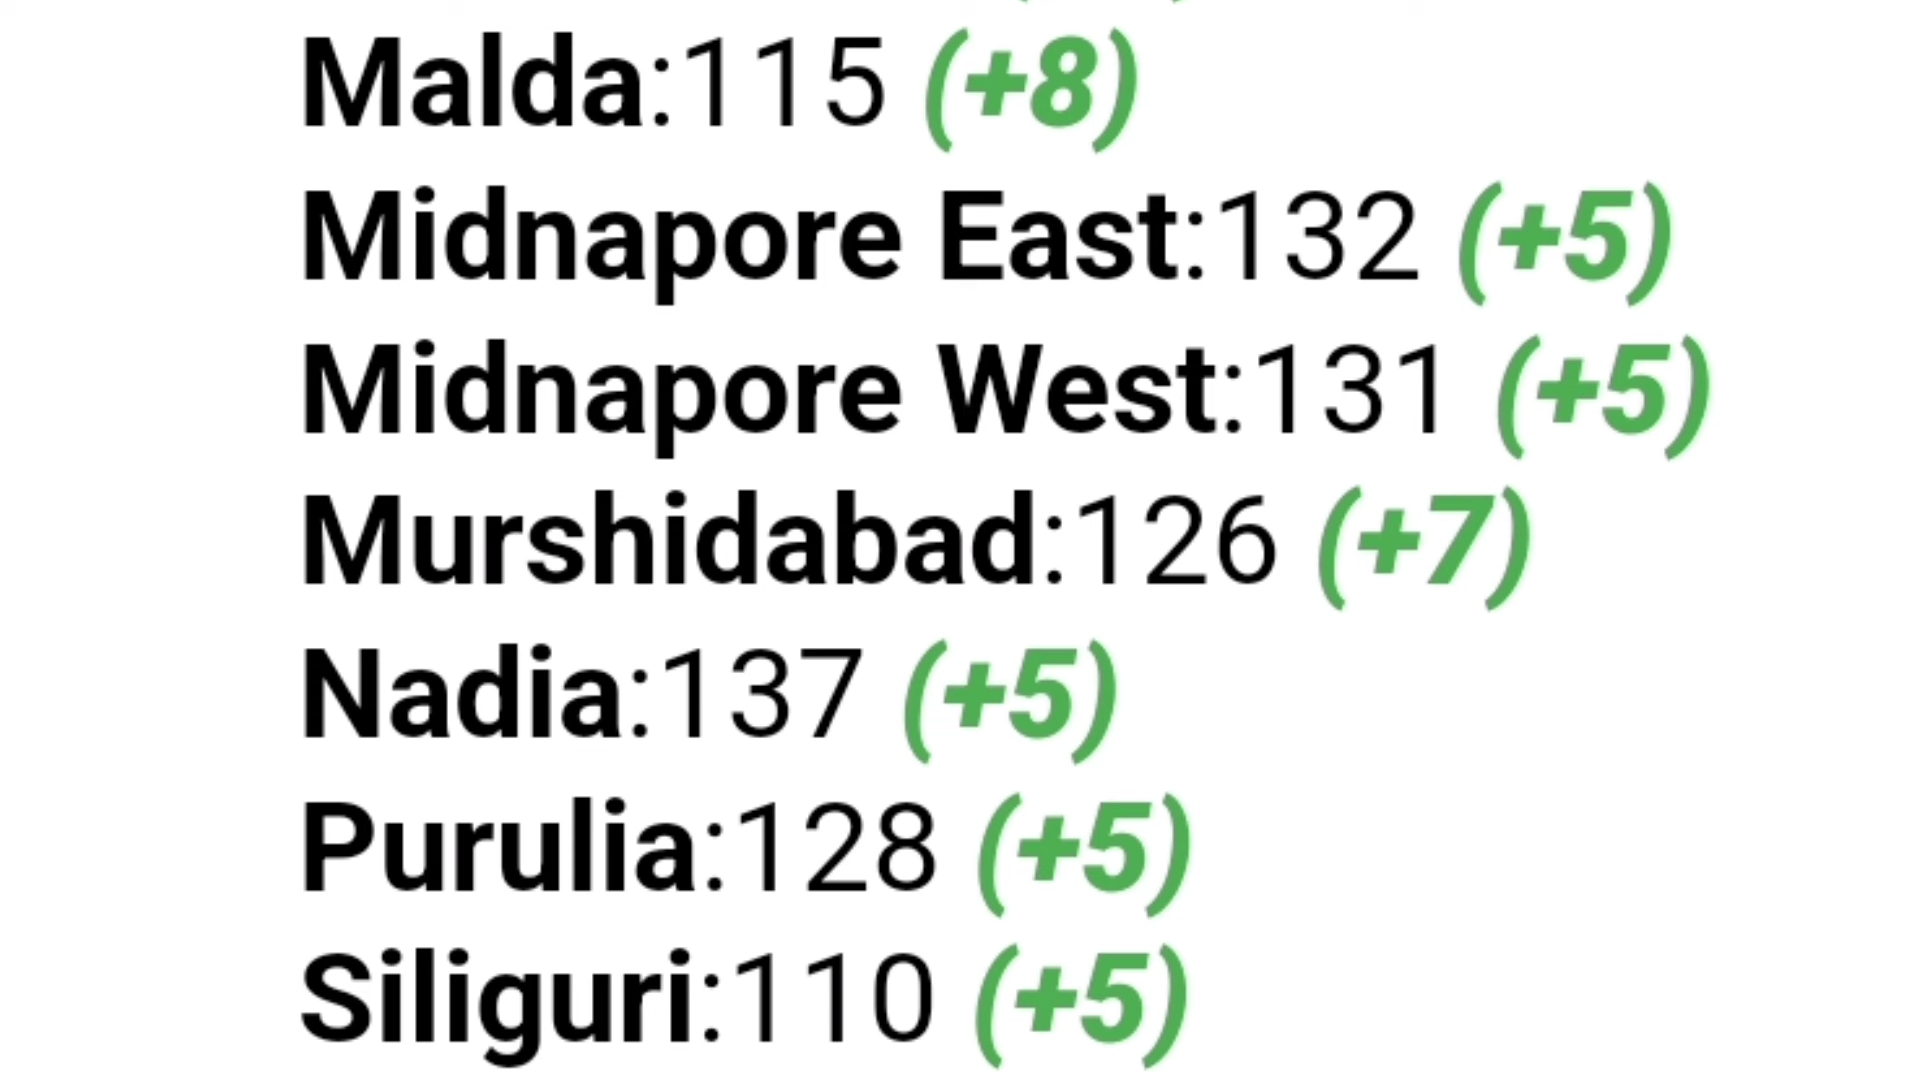 Malda:115 (+8)
Midnapore East:132 (+5)
Midnapore West:131 (+5)
Murshidabad:126 (+7)
Nadia:137 (+5)
Purulia:128 (+5)
Siliguri:110 (+5)